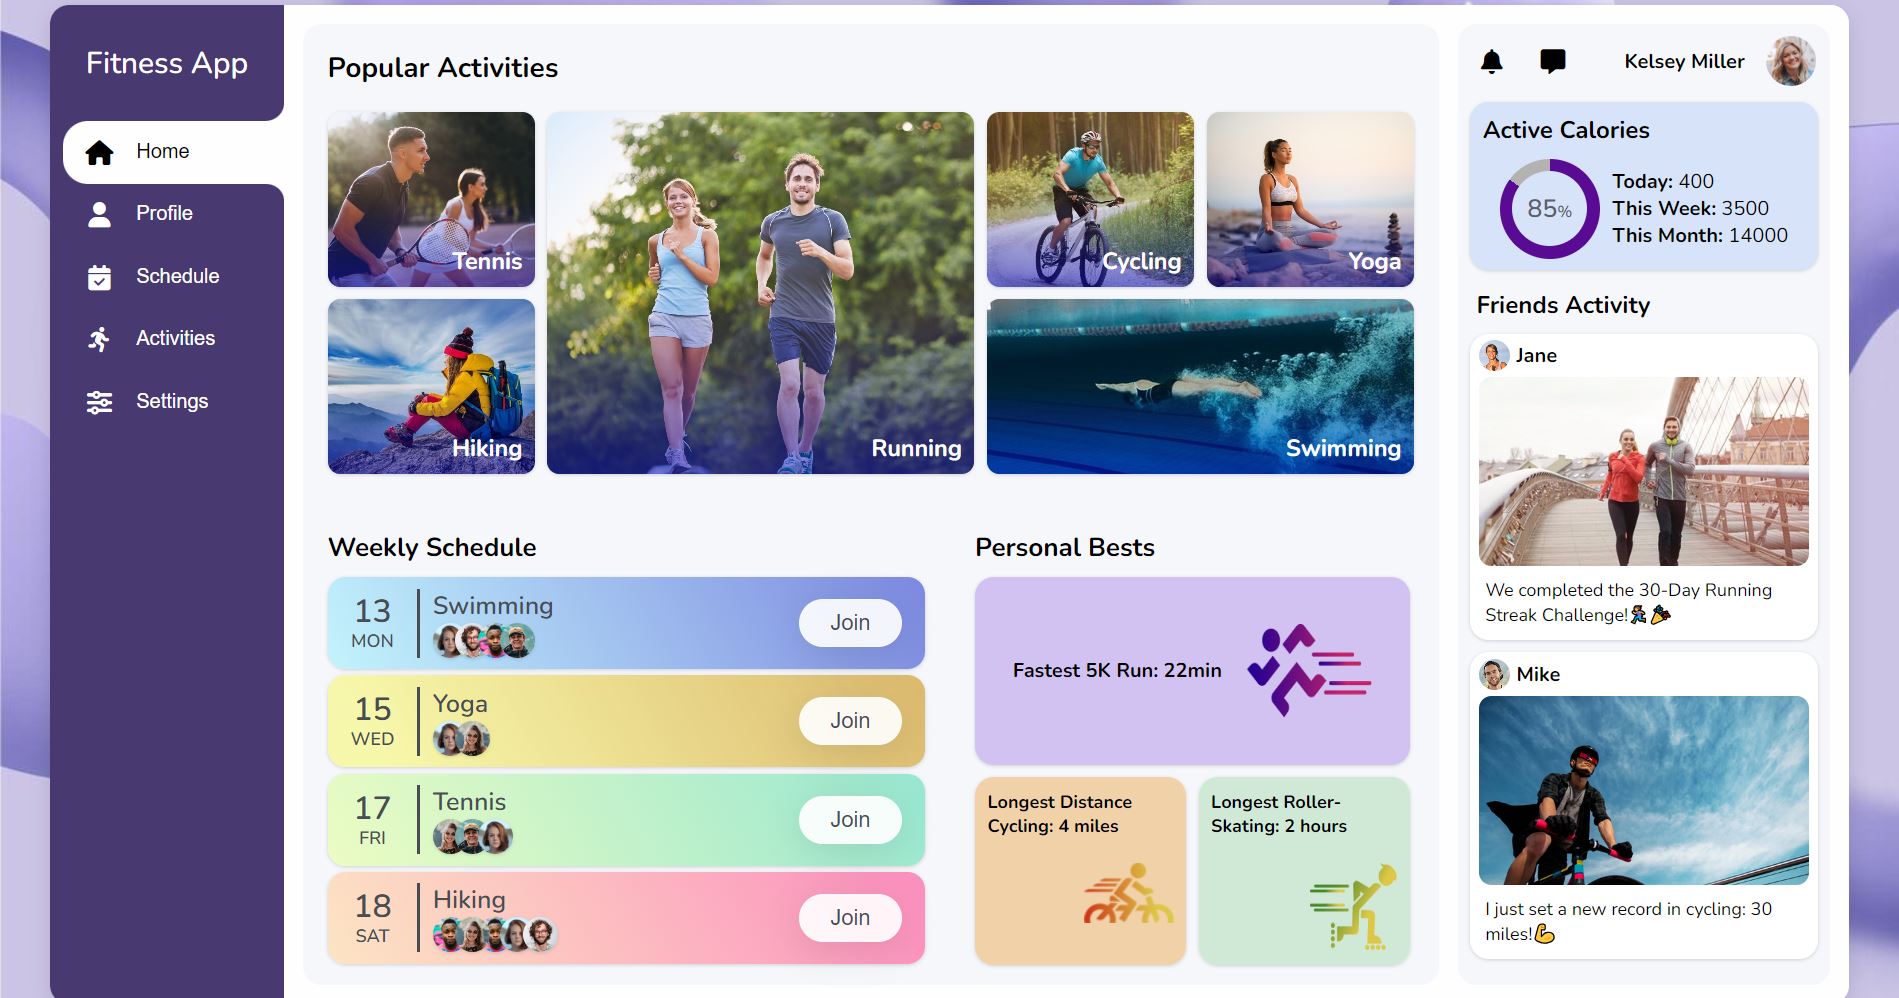 Fitness App
Home
Profile
Schedule
Activities
Settings
Popular Activities
Tennis
Hiking
Running
Cycling
Yoga
Swimming
Weekly Schedule
13
MON
Swimming
Join
15
WED
Yoga
Join
17
FRI
Tennis
Join
18
SAT
Hiking
Join
Personal Bests
Fastest 5K Run: 22min
Longest Distance
Cycling: 4 miles
Longest Roller-
Skating: 2 hours
Kelsey Miller
Active Calories
85%
Today: 400
This Week: 3500
This Month: 14000
Friends Activity
Jane
We completed the 30-Day Running
Streak Challenge!🏃‍♀️🎉
Mike
I just set a new record in cycling: 30
miles!💪